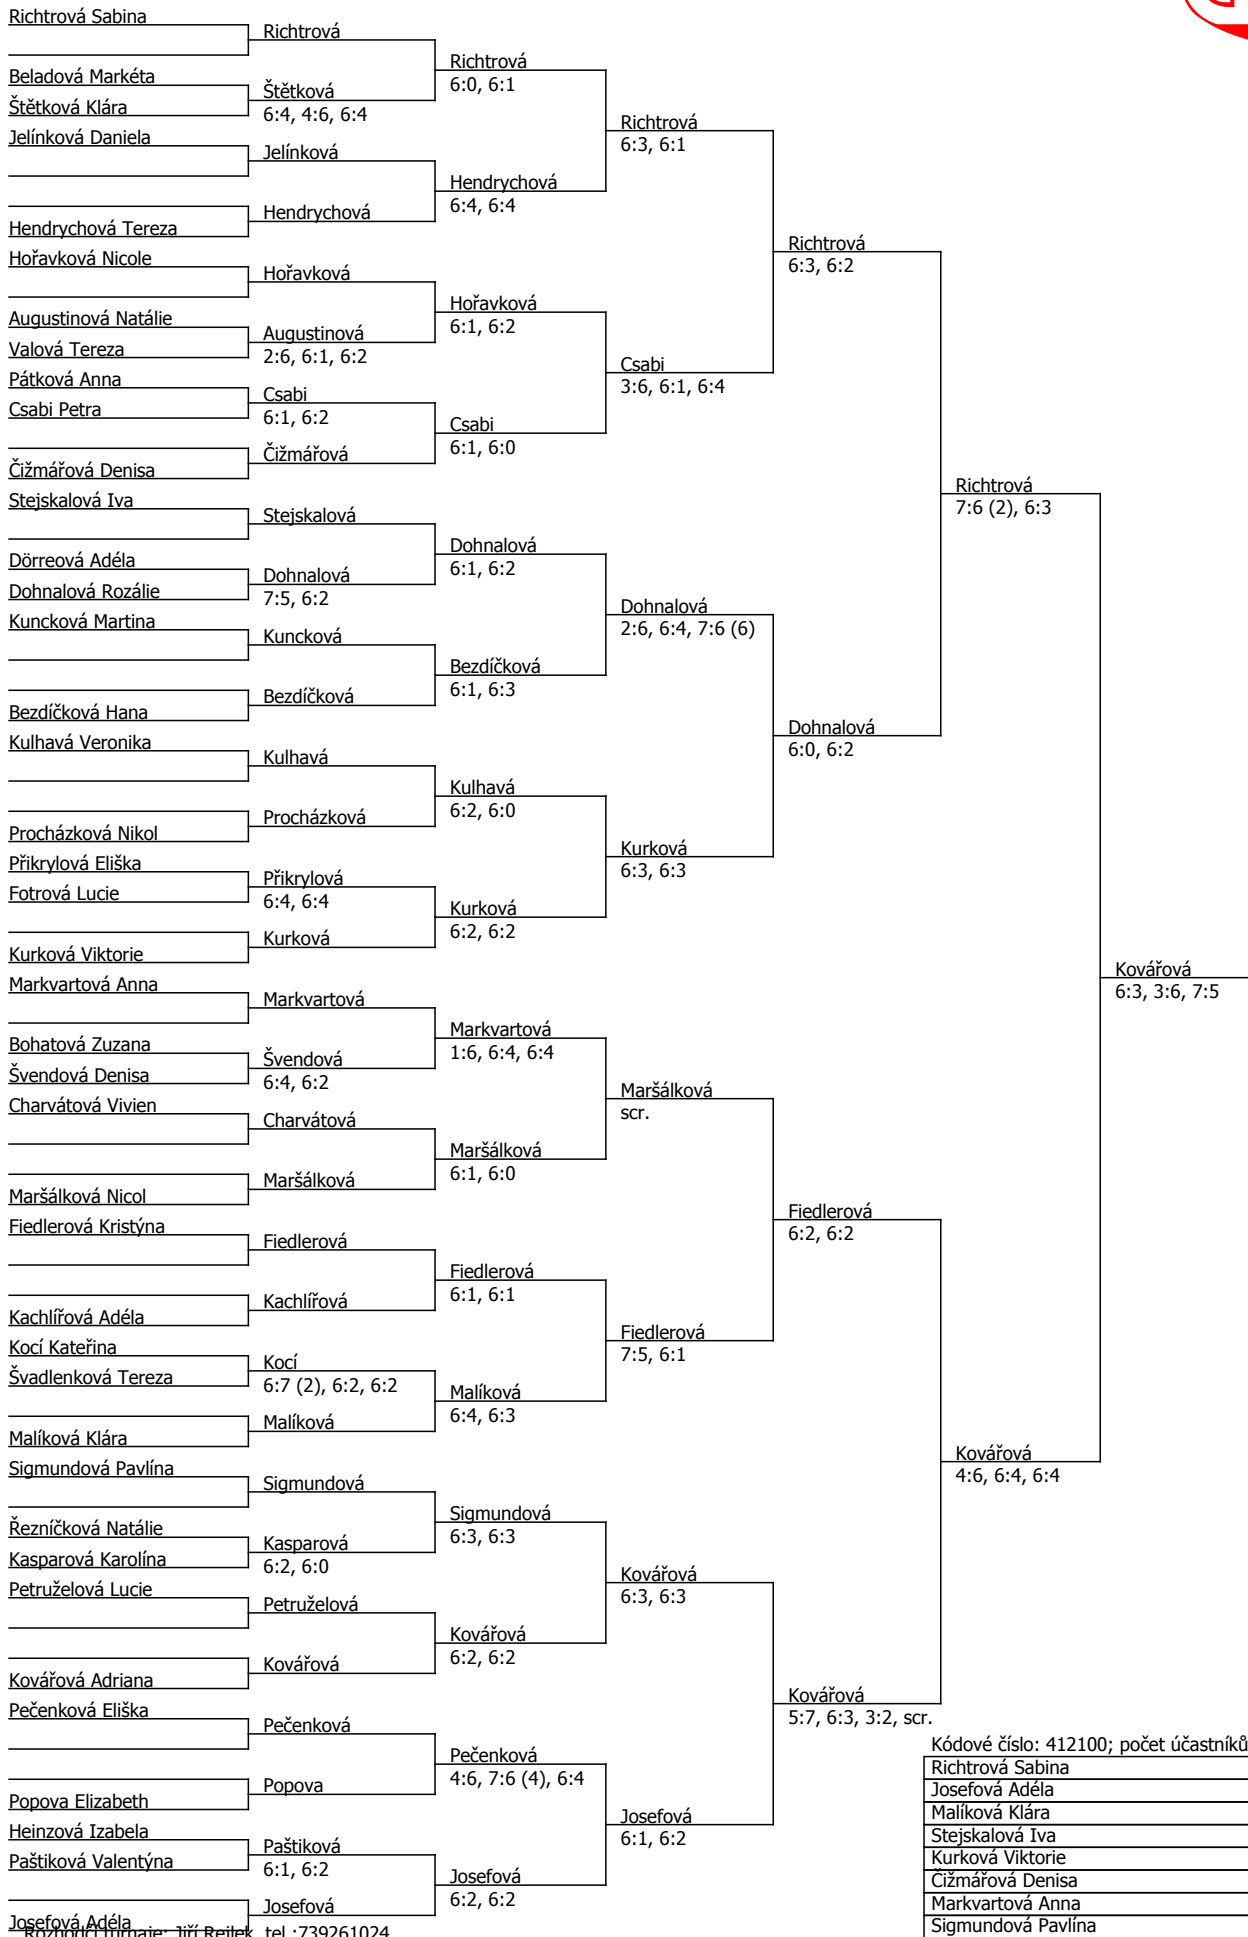 Richtrová Sabina
Beladová Markéta
Štětková Klára
Jelínková Daniela
Hendrychová Tereza
Hořavková Nicole
Augustinová Natálie
Valová Tereza
Pátková Anna
Csabi Petra
Čižmářová Denisa
Stejskalová Iva
Dörreová Adéla
Dohnalová Rozálie
Kuncková Martina
Bezdíčková Hana
Kulhavá Veronika
Procházková Nikol
Přikrylová Eliška
Fotrová Lucie
Kurková Viktorie
Markvartová Anna
Bohatová Zuzana
Švendová Denisa
Charvátová Vivien
Maršálková Nicol
Fiedlerová Kristýna
Kachlířová Adéla
Kocí Kateřina
Švadlenková Tereza
Malíková Klára
Sigmundová Pavlína
Řezníčková Natálie
Kasparová Karolína
Petruželová Lucie
Kovářová Adriana
Pečenková Eliška
Popova Elizabeth
Heinzová Izabela
Paštiková Valentýna
Josefová Adéla
Richtrová
Štětková
6:4, 4:6, 6:4
Jelínková
Hendrychová
Hořavková
Augustinová
2:6, 6:1, 6:2
Csabi
6:1, 6:2
Čižmářová
Stejskalová
Dohnalová
7:5, 6:2
Kuncková
Bezdíčková
Kulhavá
Procházková
Přikrylová
6:4, 6:4
Kurková
Markvartová
Švendová
6:4, 6:2
Charvátová
Maršálková
Fiedlerová
Kachlířová
Kocí
6:7 (2), 6:2, 6:2
Malíková
Sigmundová
Kasparová
6:2, 6:0
Petruželová
Kovářová
Pečenková
Popova
Paštiková
6:1, 6:2
Josefová
Richtrová
6:0, 6:1
Hendrychová
6:4, 6:4
Hořavková
6:1, 6:2
Csabi
6:1, 6:0
Dohnalová
6:1, 6:2
Bezdíčková
6:1, 6:3
Kulhavá
6:2, 6:0
Kurková
6:2, 6:2
Markvartová
1:6, 6:4, 6:4
Maršálková
6:1, 6:0
Fiedlerová
6:1, 6:1
Malíková
6:4, 6:3
Sigmundová
6:3, 6:3
Kovářová
6:2, 6:2
Pečenková
4:6, 7:6 (4), 6:4
Josefová
6:2, 6:2
Richtrová
6:3, 6:1
Csabi
3:6, 6:1, 6:4
Dohnalová
2:6, 6:4, 7:6 (6)
Kurková
6:3, 6:3
Maršálková
scr.
Fiedlerová
7:5, 6:1
Kovářová
6:3, 6:3
Josefová
6:1, 6:2
Richtrová
6:3, 6:2
Dohnalová
6:0, 6:2
Fiedlerová
6:2, 6:2
Kovářová
5:7, 6:3, 3:2, scr.
Richtrová
7:6 (2), 6:3
Kovářová
4:6, 6:4, 6:4
Kovářová
6:3, 3:6, 7:5
Kódové číslo: 412100; počet účastníků
Richtrová Sabina
Josefová Adéla
Malíková Klára
Stejskalová Iva
Kurková Viktorie
Čižmářová Denisa
Markvartová Anna
Sigmundová Pavlína
Rozhodčí turnaje: Jiří Rejlek, tel.:739261024